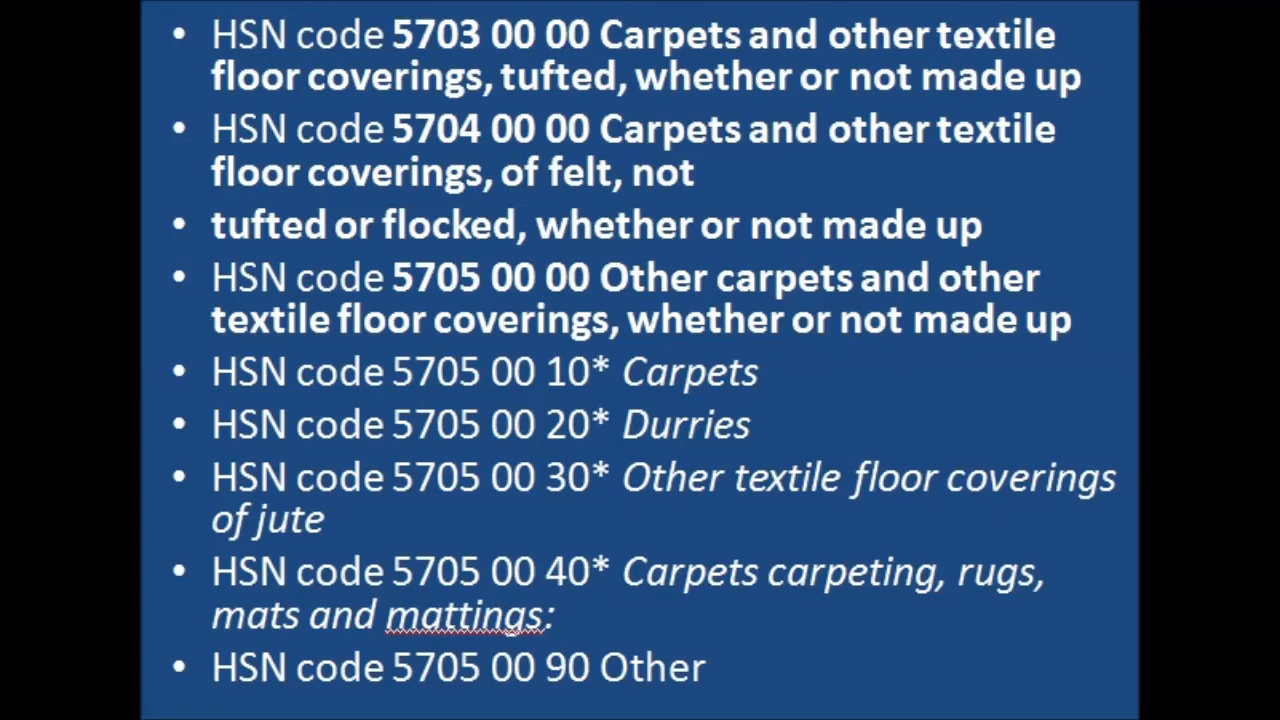 • HSN code 5703 00 00 Carpets and other textile
floor coverings, tufted, whether or not made up
• HSN code 5704 00 00 Carpets and other textile
floor coverings, of felt, not
• tufted or flocked, whether or not made up
• HSN code 5705 00 00 Other carpets and other
textile floor coverings, whether or not made up
• HSN code 5705 00 10* Carpets
• HSN code 5705 00 20* Durries
• HSN code 5705 00 30* Other textile floor coverings
of jute
• HSN code 5705 00 40* Carpets carpeting, rugs,
mats and mattings:
• HSN code 5705 00 90 Other